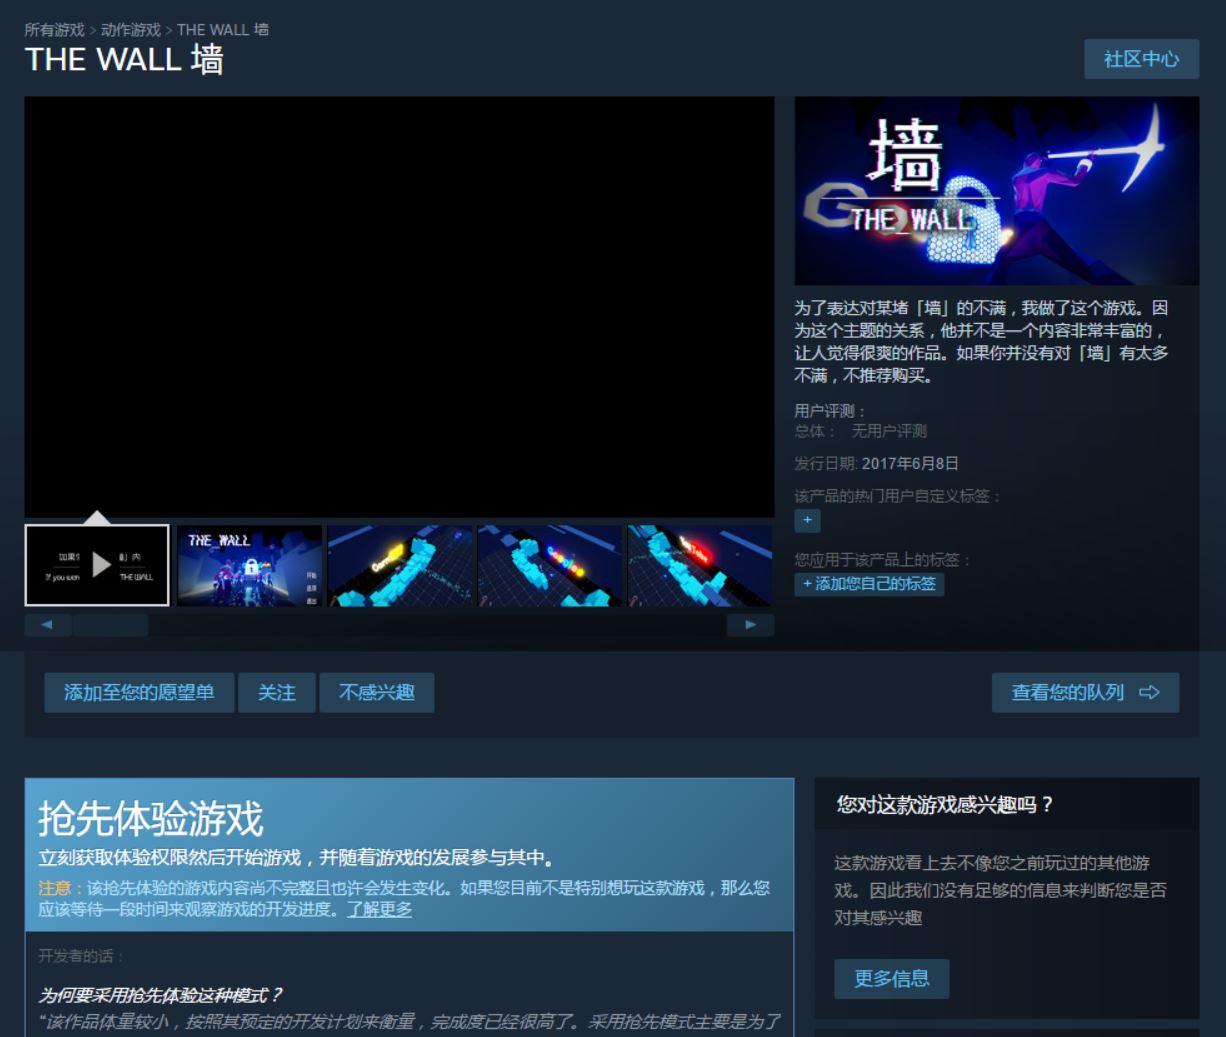 所有游戏 > 动作游戏 > THE WALL 墙
THE WALL 墙
社区中心
墙
THE_WALL
为了表达对某堵「墙」的不满，我做了这个游戏。因
为这个主题的关系，他并不是一个内容非常丰富的，
让人觉得很爽的作品。如果你并没有对「墙」有太多
不满，不推荐购买。
用户评测：
总体： 无用户评测
发行日期: 2017年6月8日
该产品的热门用户自定义标签：
+
您应用于该产品上的标签：
+ 添加您自己的标签
THE WALL
THE WALL
开始
Google
添加至您的愿望单
关注
不感兴趣
查看您的队列
抢先体验游戏
立刻获取体验权限然后开始游戏，并随着游戏的发展参与其中。
注意：该抢先体验的游戏内容尚不完整且也许会发生变化。如果您目前不是特别想玩这款游戏，那么您
应该等待一段时间来观察游戏的开发进度。了解更多
开发者的话：
为何要采用抢先体验这种模式？
“该作品体量较小，按照其预定的开发计划来衡量，完成度已经很高了。采用抢先模式主要是为了
您对这款游戏感兴趣吗？
这款游戏看上去不像您之前玩过的其他游
戏。因此我们没有足够的信息来判断您是否
对其感兴趣
更多信息